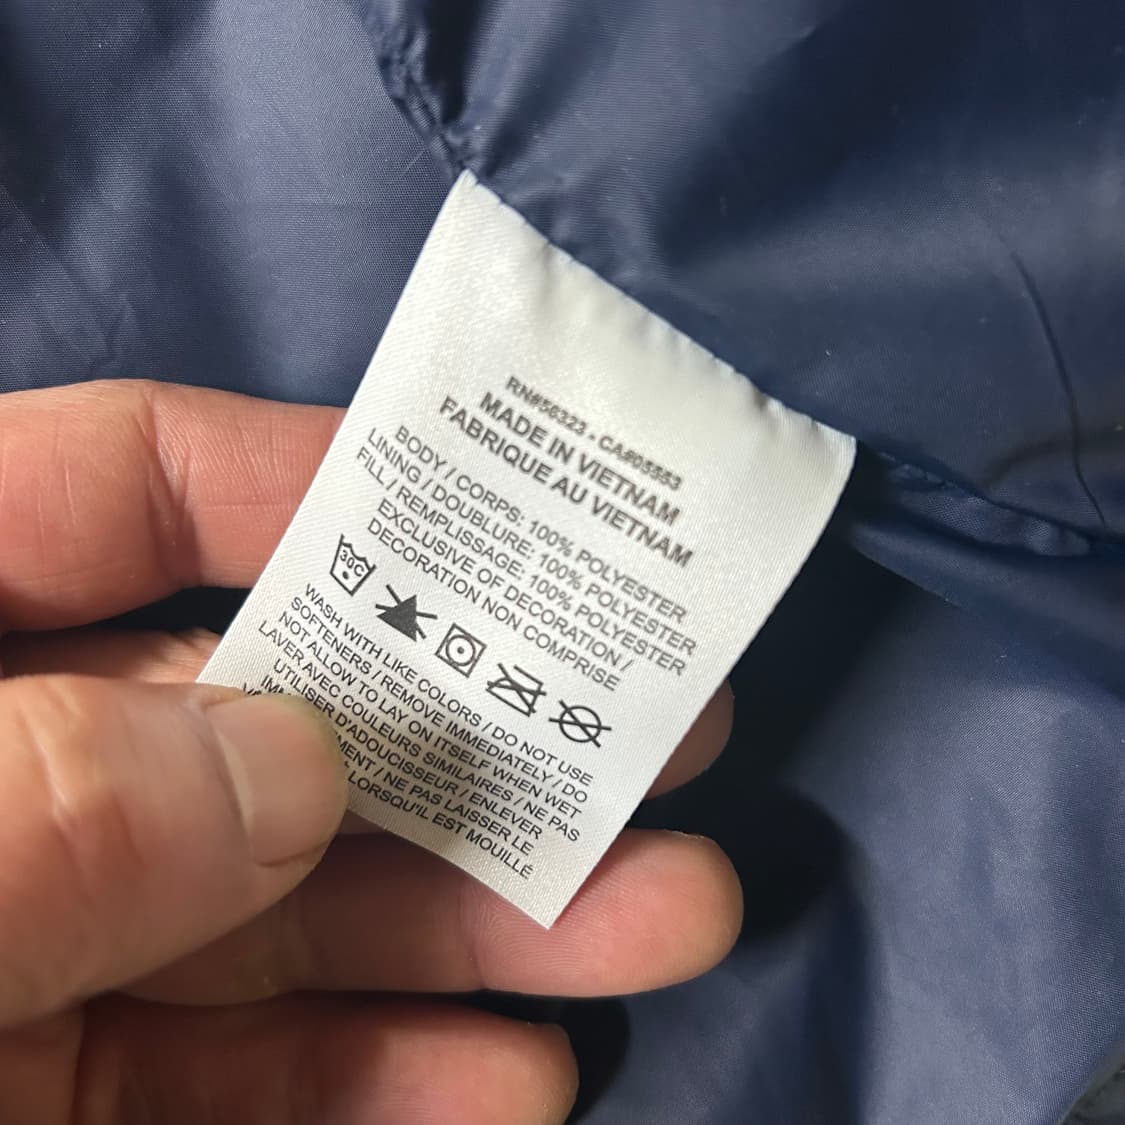 RN#56323 - CA#05553
MADE IN VIETNAM
FABRIQUE AU VIETNAM
BODY / CORPS: 100% POLYESTER
LINING / DOUBLURE: 100% POLYESTER
FILL / REMPLISSAGE: 100% POLYESTER
EXCLUSIVE OF DECORATION /
DECORATION NON COMPRISE
30C
WASH WITH LIKE COLORS / DO NOT USE
SOFTENERS / REMOVE IMMEDIATELY / DO
NOT ALLOW TO LAY ON ITSELF WHEN WET
LAVER AVEC COULEURS SIMILAIRES / NE PAS
UTILISER D'ADOUCISSEUR / ENLEVER
/ NE PAS LAISSER LE
LORSQU'IL EST MOUILLÉ